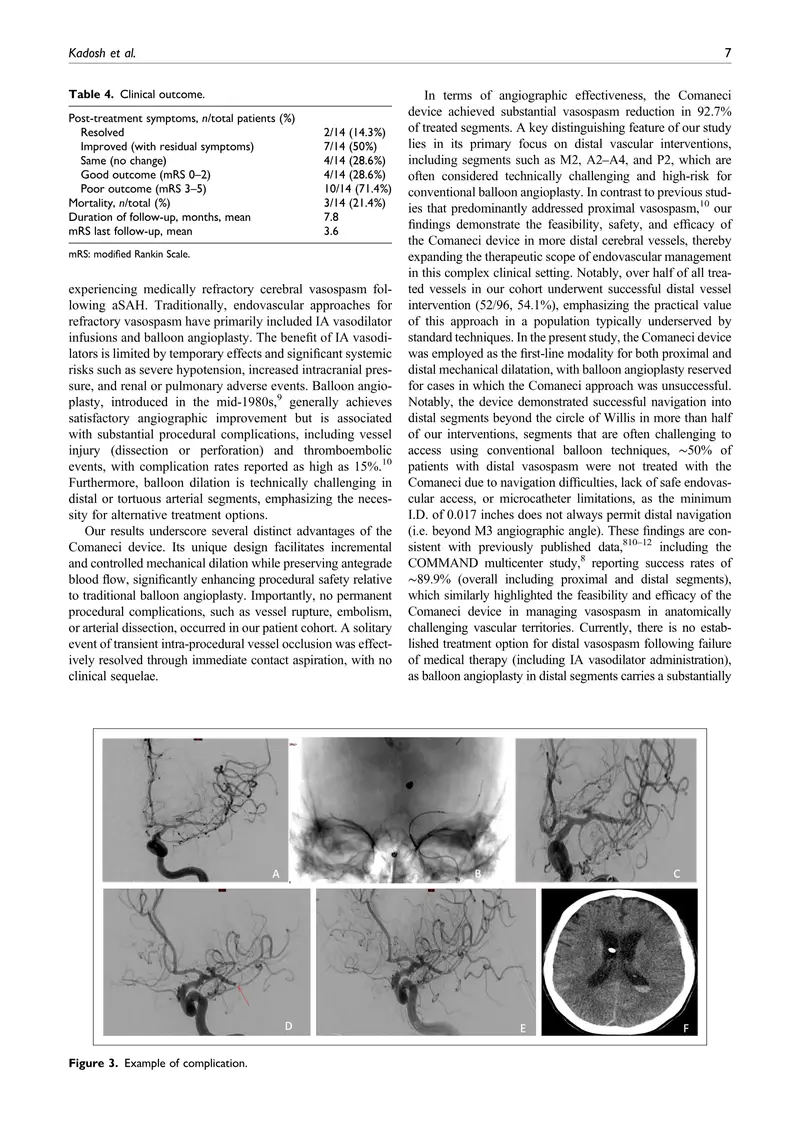 Kadosh et al. 7
Table 4. Clinical outcome.
Post-treatment symptoms, n/total patients (%)
Resolved 2/14 (14.3%)
Improved (with residual symptoms) 7/14 (50%)
Same (no change) 4/14 (28.6%)
Good outcome (mRS 0–2) 4/14 (28.6%)
Poor outcome (mRS 3–5) 10/14 (71.4%)
Mortality, n/total (%) 3/14 (21.4%)
Duration of follow-up, months, mean 7.8
mRS last follow-up, mean 3.6
mRS: modified Rankin Scale.
experiencing medically refractory cerebral vasospasm fol-
lowing aSAH. Traditionally, endovascular approaches for
refractory vasospasm have primarily included IA vasodilator
infusions and balloon angioplasty. The benefit of IA vasodi-
lators is limited by temporary effects and significant systemic
risks such as severe hypotension, increased intracranial pres-
sure, and renal or pulmonary adverse events. Balloon angio-
plasty, introduced in the mid-1980s,9 generally achieves
satisfactory angiographic improvement but is associated
with substantial procedural complications, including vessel
injury (dissection or perforation) and thromboembolic
events, with complication rates reported as high as 15%.10
Furthermore, balloon dilation is technically challenging in
distal or tortuous arterial segments, emphasizing the neces-
sity for alternative treatment options.
Our results underscore several distinct advantages of the
Comaneci device. Its unique design facilitates incremental
and controlled mechanical dilation while preserving antegrade
blood flow, significantly enhancing procedural safety relative
to traditional balloon angioplasty. Importantly, no permanent
procedural complications, such as vessel rupture, embolism,
or arterial dissection, occurred in our patient cohort. A solitary
event of transient intra-procedural vessel occlusion was effect-
ively resolved through immediate contact aspiration, with no
clinical sequelae.
In terms of angiographic effectiveness, the Comaneci
device achieved substantial vasospasm reduction in 92.7%
of treated segments. A key distinguishing feature of our study
lies in its primary focus on distal vascular interventions,
including segments such as M2, A2–A4, and P2, which are
often considered technically challenging and high-risk for
conventional balloon angioplasty. In contrast to previous stud-
ies that predominantly addressed proximal vasospasm,10 our
findings demonstrate the feasibility, safety, and efficacy of
the Comaneci device in more distal cerebral vessels, thereby
expanding the therapeutic scope of endovascular management
in this complex clinical setting. Notably, over half of all trea-
ted vessels in our cohort underwent successful distal vessel
intervention (52/96, 54.1%), emphasizing the practical value
of this approach in a population typically underserved by
standard techniques. In the present study, the Comaneci device
was employed as the first-line modality for both proximal and
distal mechanical dilatation, with balloon angioplasty reserved
for cases in which the Comaneci approach was unsuccessful.
Notably, the device demonstrated successful navigation into
distal segments beyond the circle of Willis in more than half
of our interventions, segments that are often challenging to
access using conventional balloon techniques, ~50% of
patients with distal vasospasm were not treated with the
Comaneci due to navigation difficulties, lack of safe endovas-
cular access, or microcatheter limitations, as the minimum
I.D. of 0.017 inches does not always permit distal navigation
(i.e. beyond M3 angiographic angle). These findings are con-
sistent with previously published data,810–12 including the
COMMAND multicenter study,8 reporting success rates of
~89.9% (overall including proximal and distal segments),
which similarly highlighted the feasibility and efficacy of the
Comaneci device in managing vasospasm in anatomically
challenging vascular territories. Currently, there is no estab-
lished treatment option for distal vasospasm following failure
of medical therapy (including IA vasodilator administration),
as balloon angioplasty in distal segments carries a substantially
A
B
C
D
E
F
Figure 3. Example of complication.